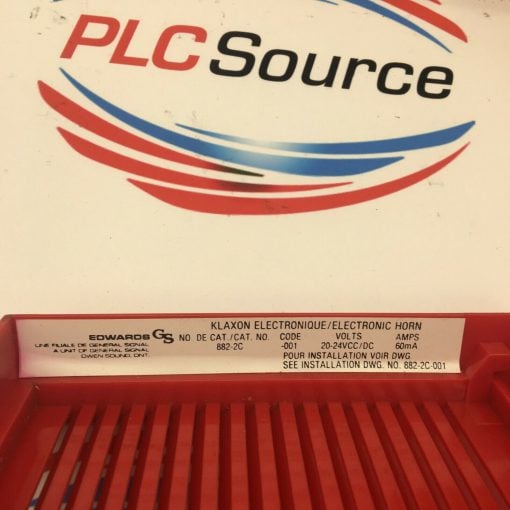 PLC Source
KLAXON ELECTRONIQUE/ELECTRONIC HORN
EDWARDS GS NO. DE CAT./CAT. NO. CODE VOLTS AMPS
UNE FILIALE DE GENERAL SIGNAL 882-2C -001 20-24VCC/DC 60mA
A UNIT OF GENERAL SIGNAL
OWEN SOUND, ONT. POUR INSTALLATION VOIR DWG.
SEE INSTALLATION DWG. NO. 882-2C-001